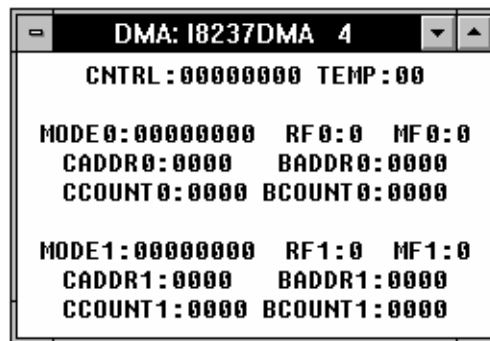 DMA: I8237DMA 4
CNTRL:00000000 TEMP:00
MODE0:00000000 RF0:0 MF0:0
CADDR0:0000 BADDR0:0000
CCOUNT0:0000 BCOUNT0:0000
MODE1:00000000 RF1:0 MF1:0
CADDR1:0000 BADDR1:0000
CCOUNT1:0000 BCOUNT1:0000